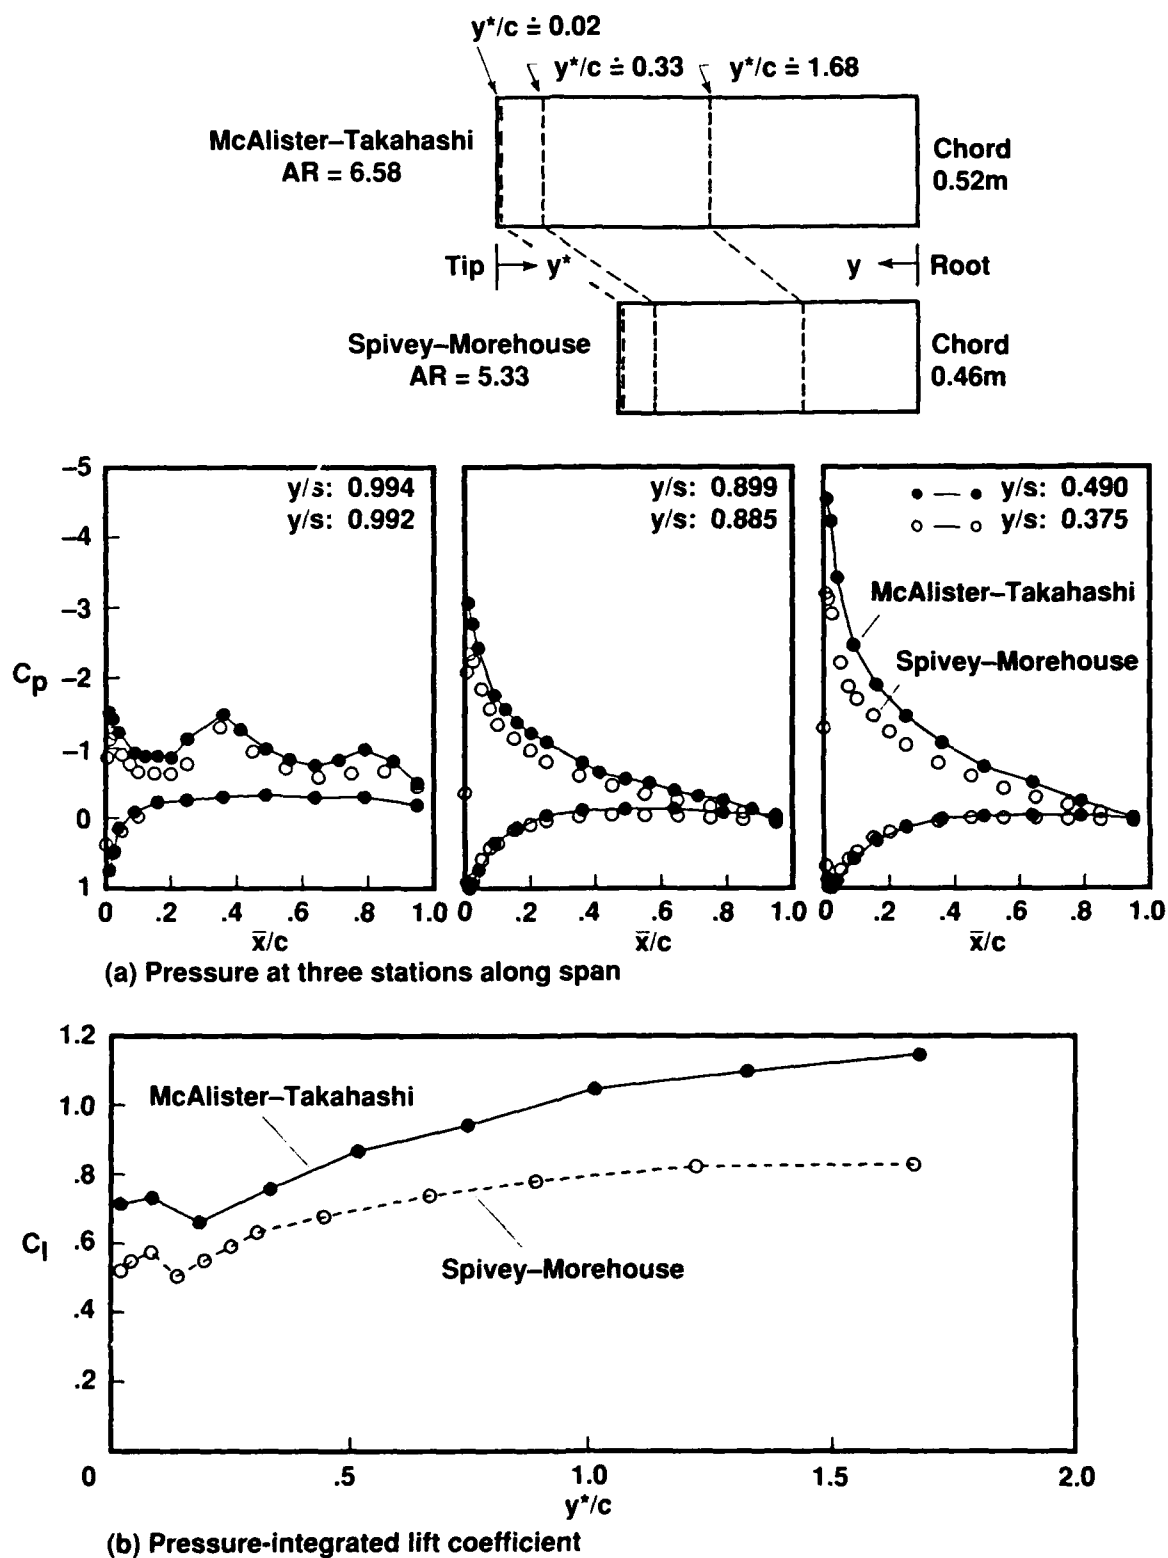 y*/c ≐ 0.02
y*/c ≐ 0.33
y*/c ≐ 1.68
McAlister–Takahashi
AR = 6.58
Chord
0.52m
Tip
y*
y
Root
Spivey–Morehouse
AR = 5.33
Chord
0.46m
–5
–4
–3
–2
–1
0
1
Cp
y/s: 0.994
y/s: 0.992
y/s: 0.899
y/s: 0.885
y/s: 0.490
y/s: 0.375
McAlister–Takahashi
Spivey–Morehouse
0 .2 .4 .6 .8 1.0
0 .2 .4 .6 .8 1.0
0 .2 .4 .6 .8 1.0
x̅/c
x̅/c
x̅/c
(a) Pressure at three stations along span
1.2
1.0
.8
.6
.4
.2
Cl
McAlister–Takahashi
Spivey–Morehouse
0 .5 1.0 1.5 2.0
y*/c
(b) Pressure-integrated lift coefficient